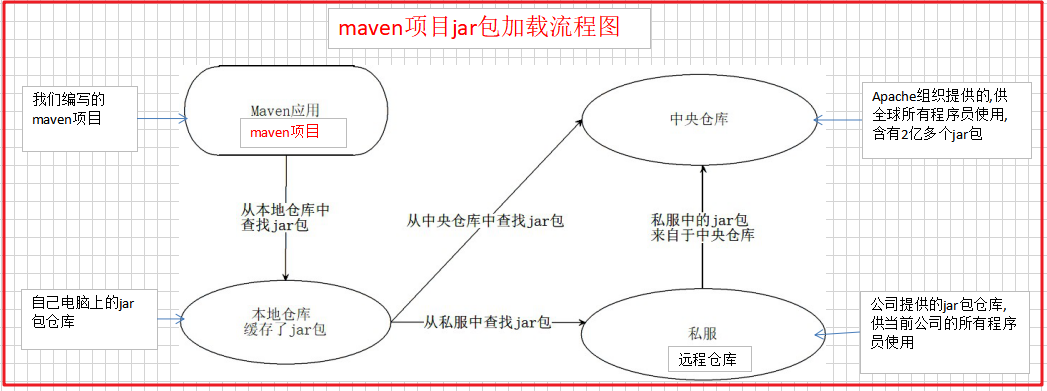 maven项目jar包加载流程图
我们编写的
maven项目
Maven应用
maven项目
中央仓库
Apache组织提供的,供
全球所有程序员使用,
含有2亿多个jar包
从本地仓库中
查找jar包
从中央仓库中查找jar包
私服中的jar包
来自于中央仓库
自己电脑上的jar
包仓库
本地仓库
缓存了jar包
从私服中查找jar包
私服
远程仓库
公司提供的jar包仓库,
供当前公司的所有程序
员使用